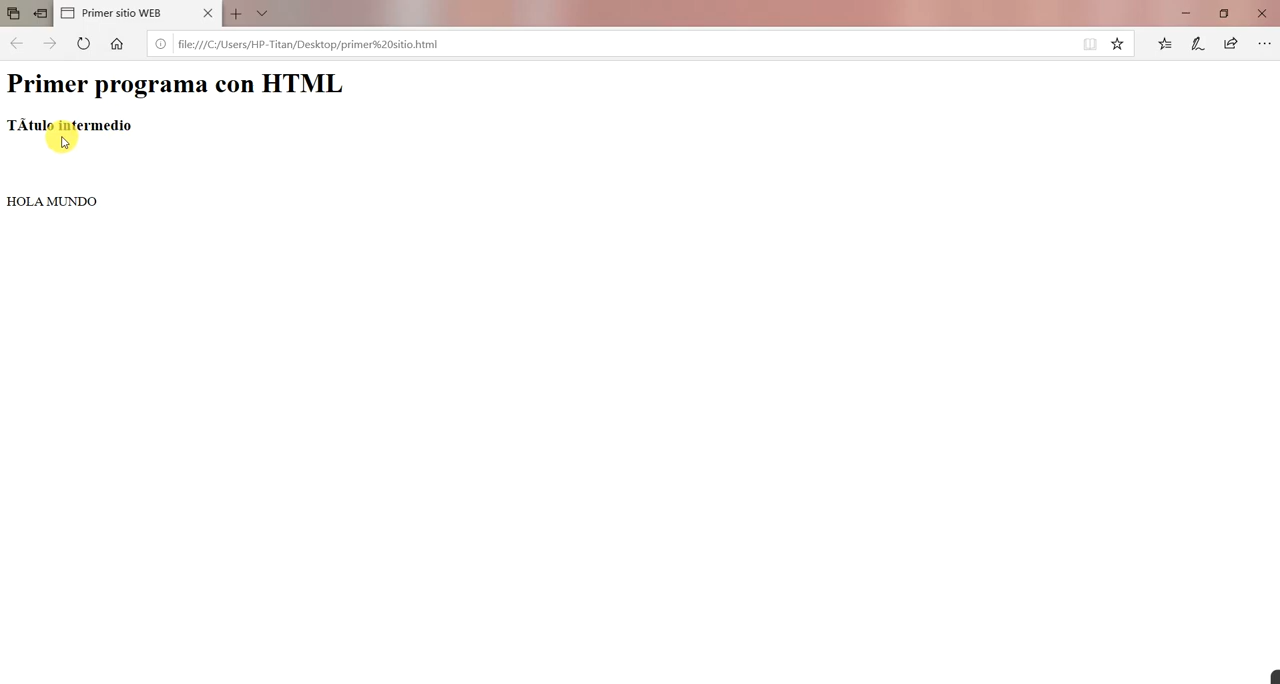 Primer sitio WEB
file:///C:/Users/HP-Titan/Desktop/primer%20sitio.html
Primer programa con HTML
TÃtulo intermedio
HOLA MUNDO